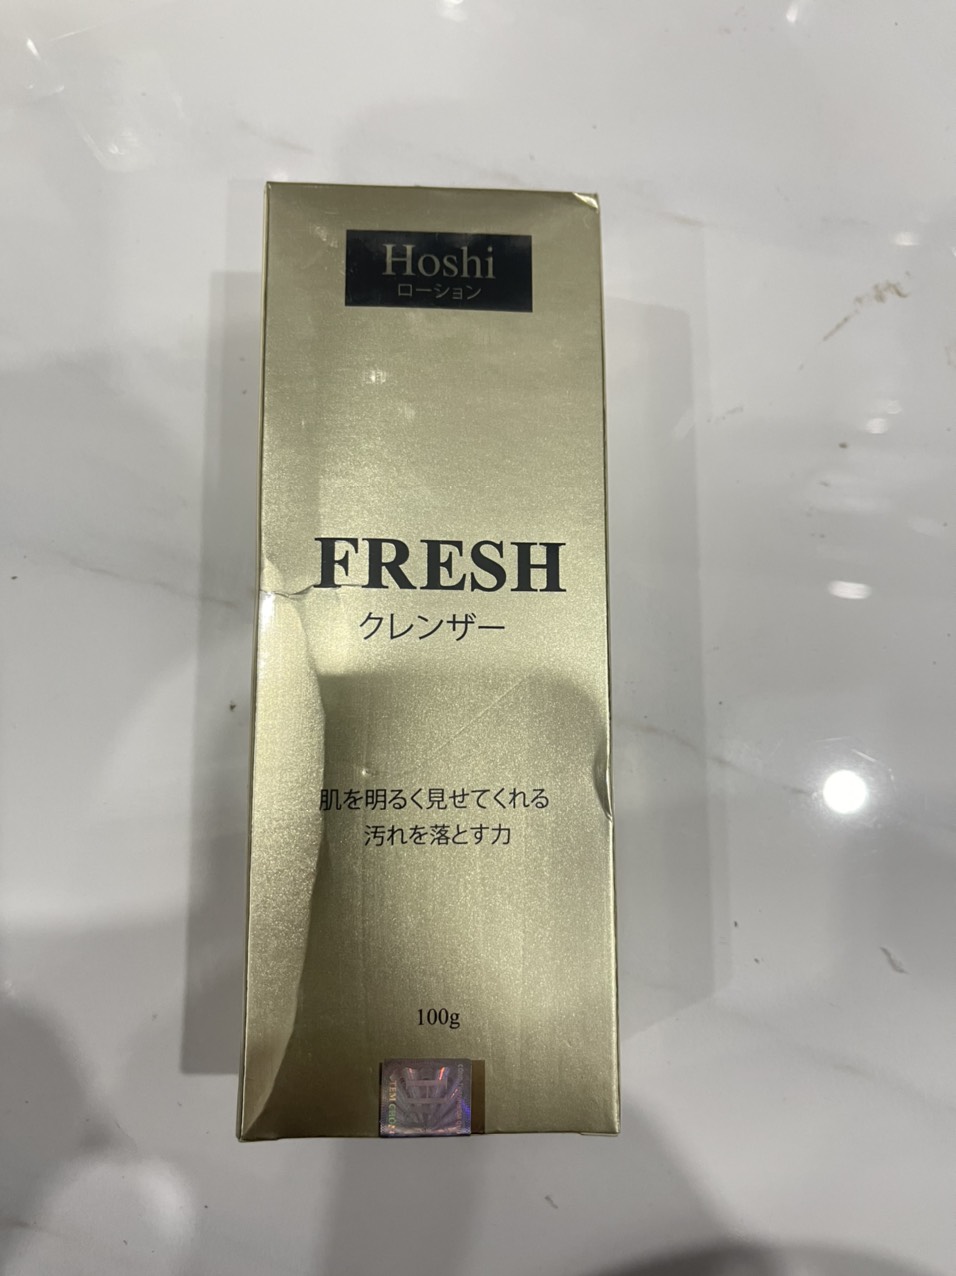 Hoshi
ローション
FRESH
クレンザー
肌を明るく見せてくれる
汚れを落とす力
100g